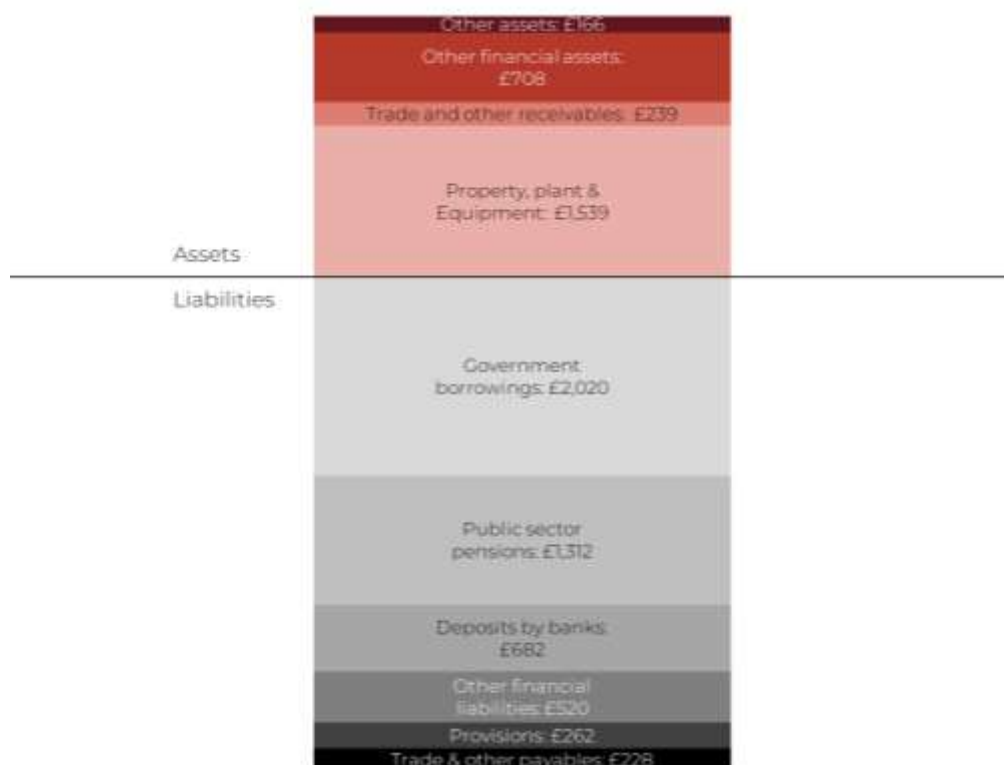 Other assets: £166
Other financial assets:
£708
Trade and other receivables: £239
Property, plant &
Equipment: £1,539
Assets
Liabilities
Government
borrowings: £2,020
Public sector
pensions: £1,312
Deposits by banks:
£682
Other financial
liabilities: £520
Provisions: £262
Trade & other payables: £228